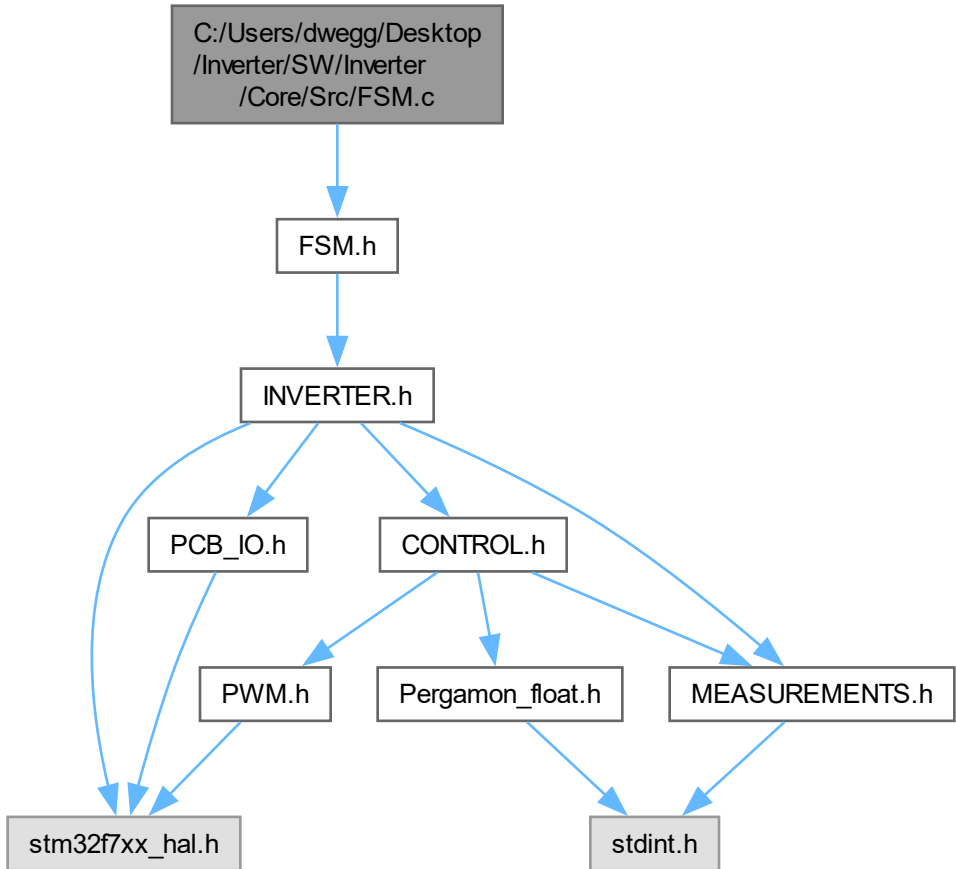 C:/Users/dwegg/Desktop
/Inverter/SW/Inverter
/Core/Src/FSM.c
FSM.h
INVERTER.h
PCB_IO.h
CONTROL.h
PWM.h
Pergamon_float.h
MEASUREMENTS.h
stm32f7xx_hal.h
stdint.h